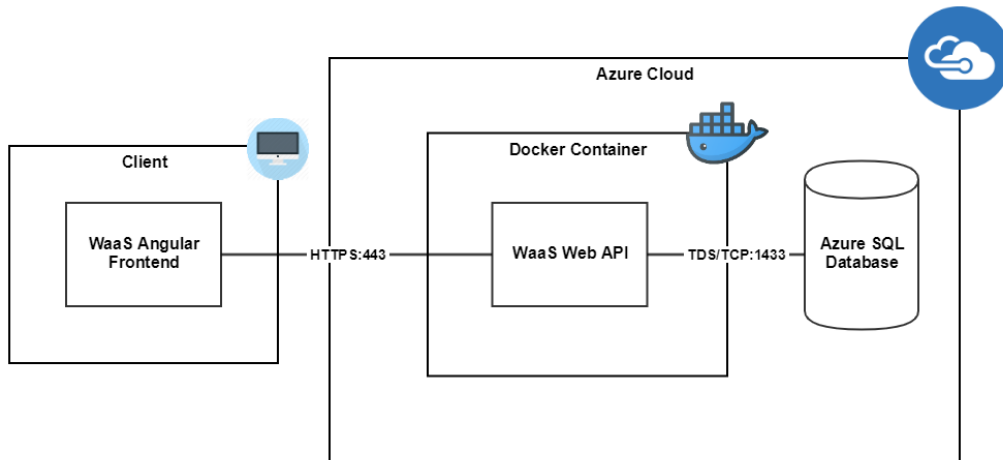 Azure Cloud
Client
Docker Container
WaaS Angular
Frontend
HTTPS:443
WaaS Web API
TDS/TCP:1433
Azure SQL
Database